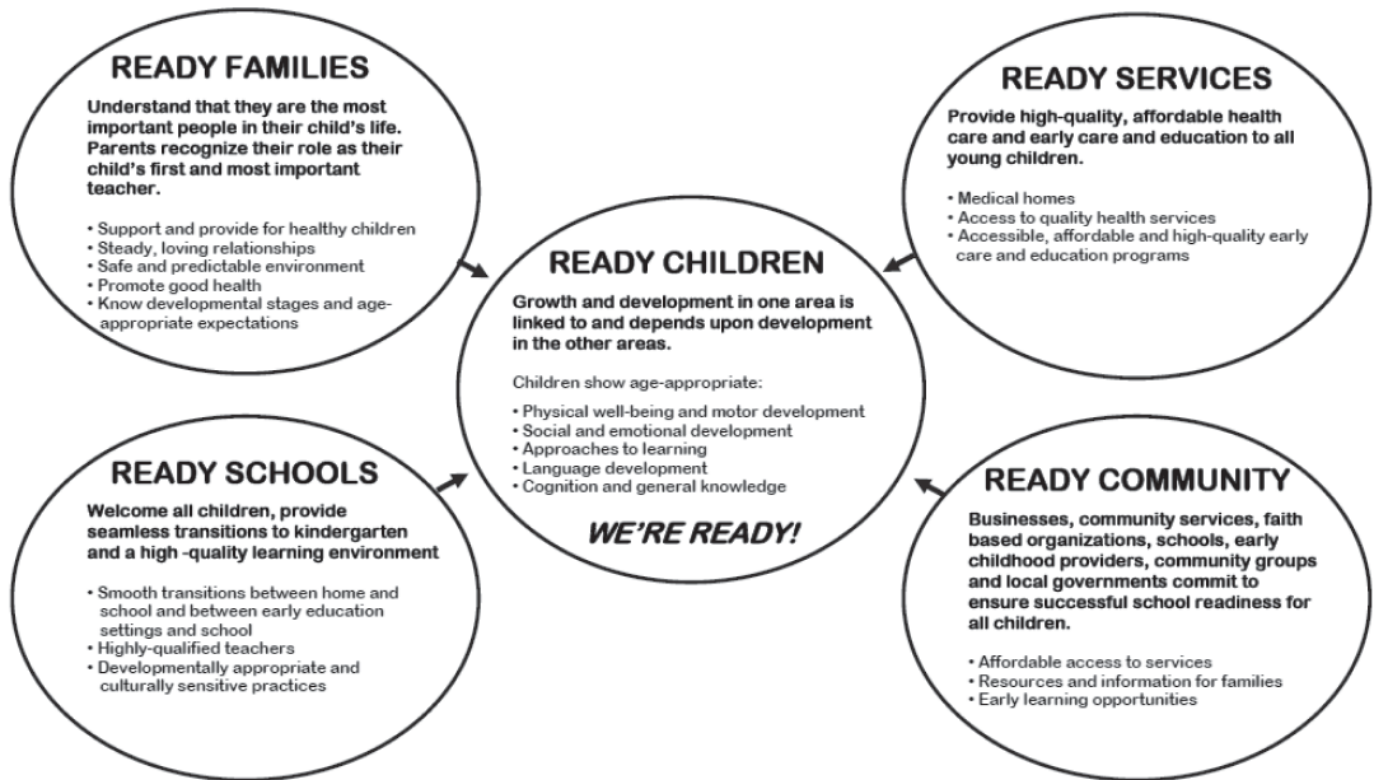 READY FAMILIES
Understand that they are the most
important people in their child's life.
Parents recognize their role as their
child's first and most important
teacher.
• Support and provide for healthy children
• Steady, loving relationships
• Safe and predictable environment
• Promote good health
• Know developmental stages and age-
appropriate expectations
READY SERVICES
Provide high-quality, affordable health
care and early care and education to all
young children.
• Medical homes
• Access to quality health services
• Accessible, affordable and high-quality early
care and education programs
READY CHILDREN
Growth and development in one area is
linked to and depends upon development
in the other areas.
Children show age-appropriate:
• Physical well-being and motor development
• Social and emotional development
• Approaches to learning
• Language development
• Cognition and general knowledge
WE'RE READY!
READY SCHOOLS
Welcome all children, provide
seamless transitions to kindergarten
and a high -quality learning environment
• Smooth transitions between home and
school and between early education
settings and school
• Highly-qualified teachers
• Developmentally appropriate and
culturally sensitive practices
READY COMMUNITY
Businesses, community services, faith
based organizations, schools, early
childhood providers, community groups
and local governments commit to
ensure successful school readiness for
all children.
• Affordable access to services
• Resources and information for families
• Early learning opportunities